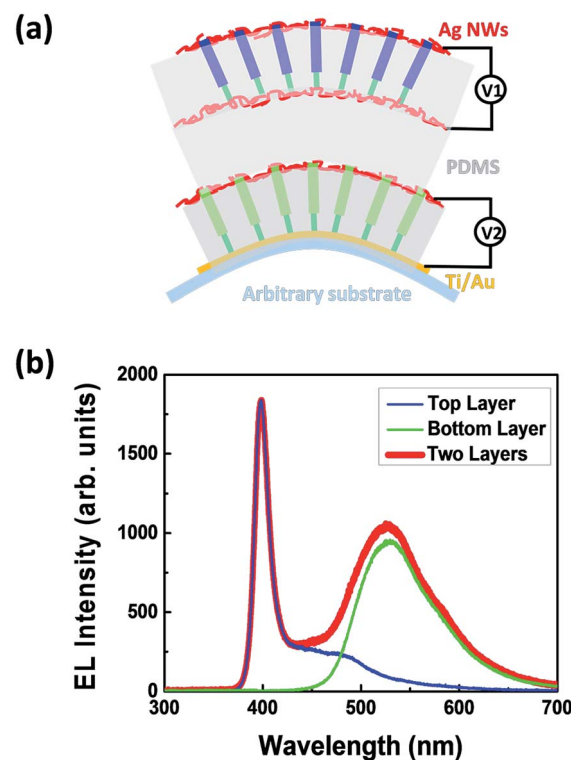 (a)
Ag NWs
V1
PDMS
V2
Ti/Au
Arbitrary substrate
(b)
2000
1500
1000
500
0
EL Intensity (arb. units)
Top Layer
Bottom Layer
Two Layers
300 400 500 600 700
Wavelength (nm)